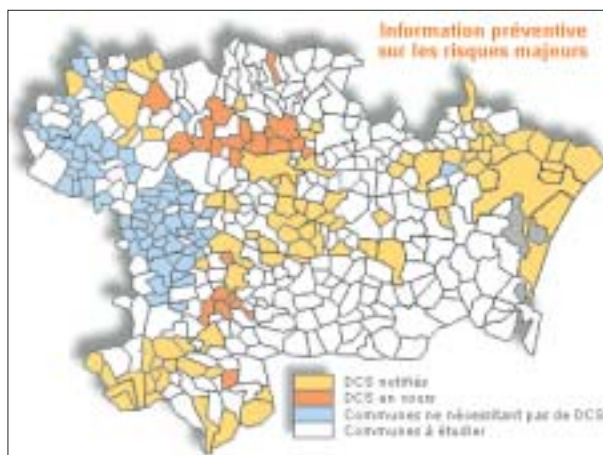 Information préventive
sur les risques majeurs
DCS notifiés
DCS en cours
Communes ne nécessitant pas de DCS
Communes à étudier